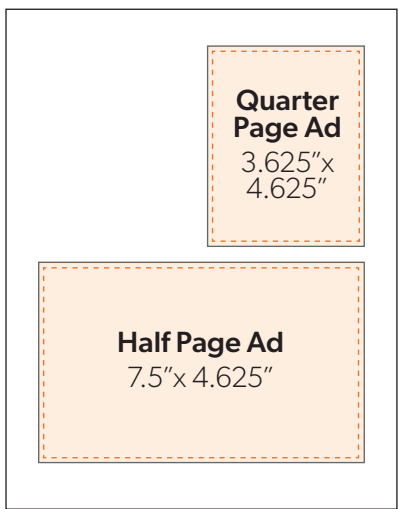 Quarter
Page Ad
3.625”x
4.625”
Half Page Ad
7.5”x 4.625”